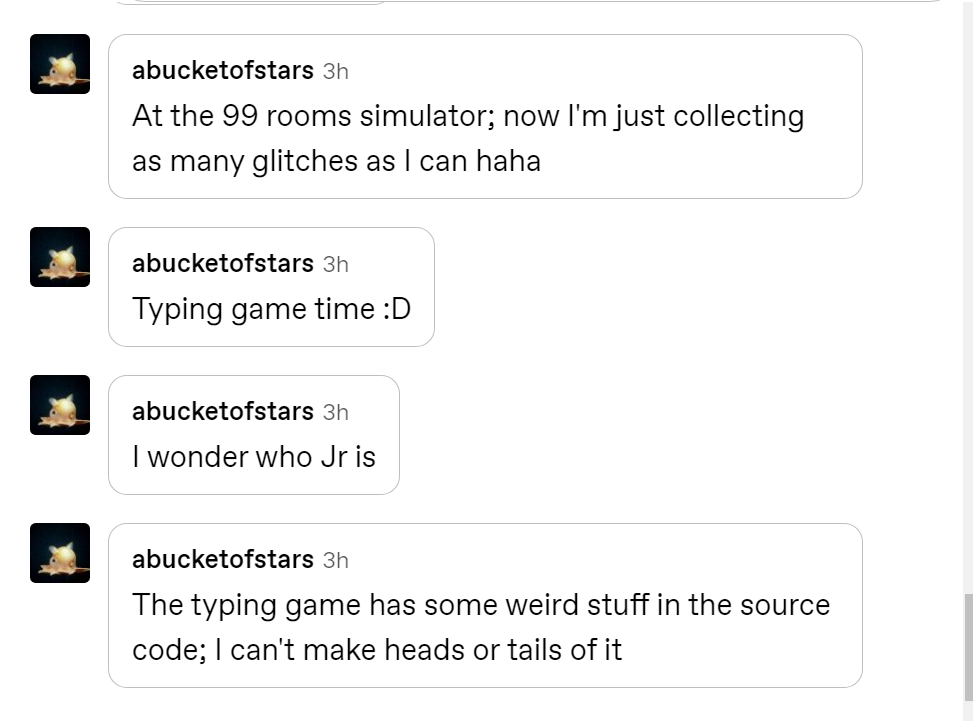 abucketofstars 3h
At the 99 rooms simulator; now I'm just collecting
as many glitches as I can haha
abucketofstars 3h
Typing game time :D
abucketofstars 3h
I wonder who Jr is
abucketofstars 3h
The typing game has some weird stuff in the source
code; I can't make heads or tails of it